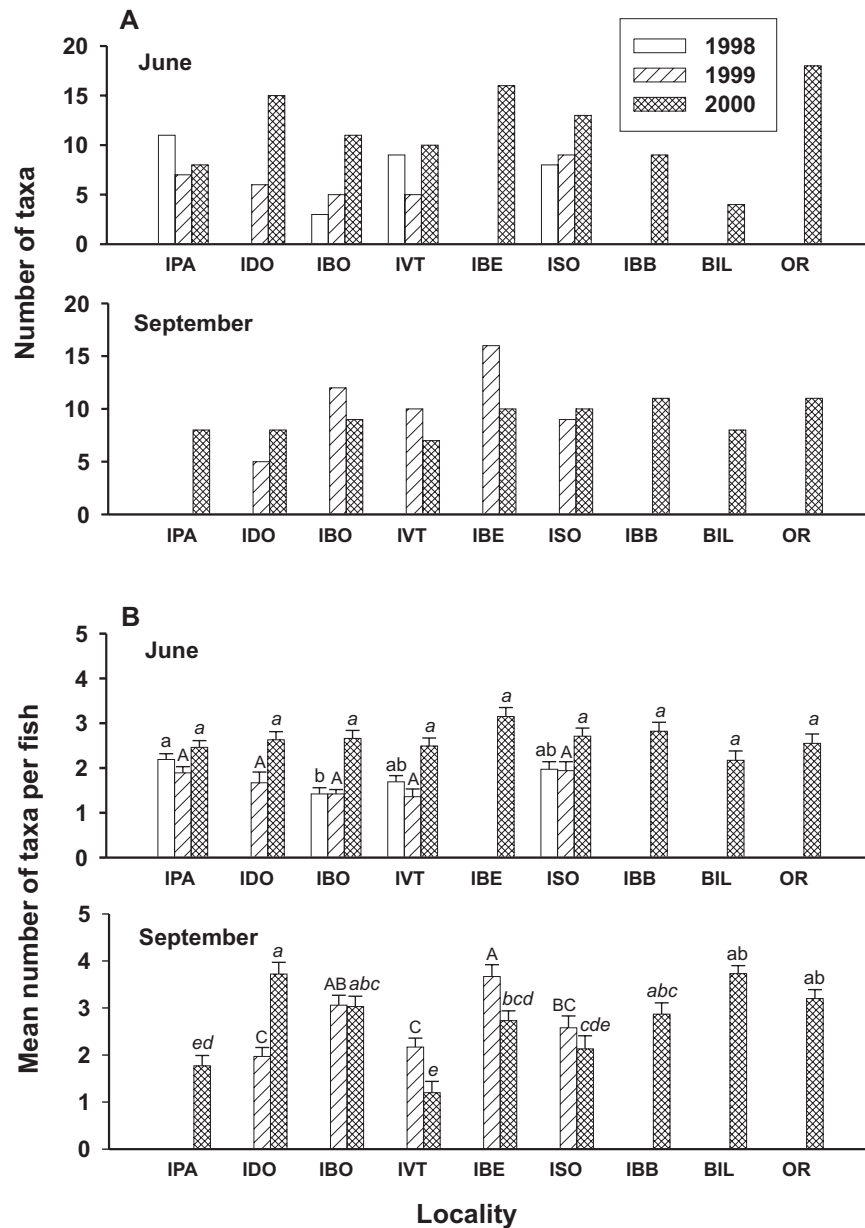 A
June
1998
1999
2000
20
15
10
5
0
IPA IDO IBO IVT IBE ISO IBB BIL OR
Number of taxa
September
20
15
10
5
0
IPA IDO IBO IVT IBE ISO IBB BIL OR
B
June
5
4
3
2
1
0
a A a A a b A a ab A a a ab A a a a a
IPA IDO IBO IVT IBE ISO IBB BIL OR
Mean number of taxa per fish
September
5
4
3
2
1
0
ed C a AB abc C e A bcd BC cde abc ab ab
IPA IDO IBO IVT IBE ISO IBB BIL OR
Locality